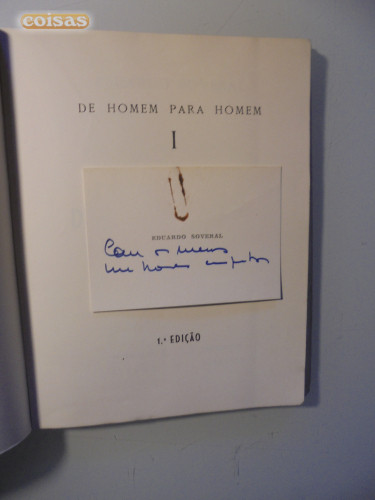 coisas
DE HOMEM PARA HOMEM
I
EDUARDO SOVERAL
Com os meus
1.ª EDIÇÃO